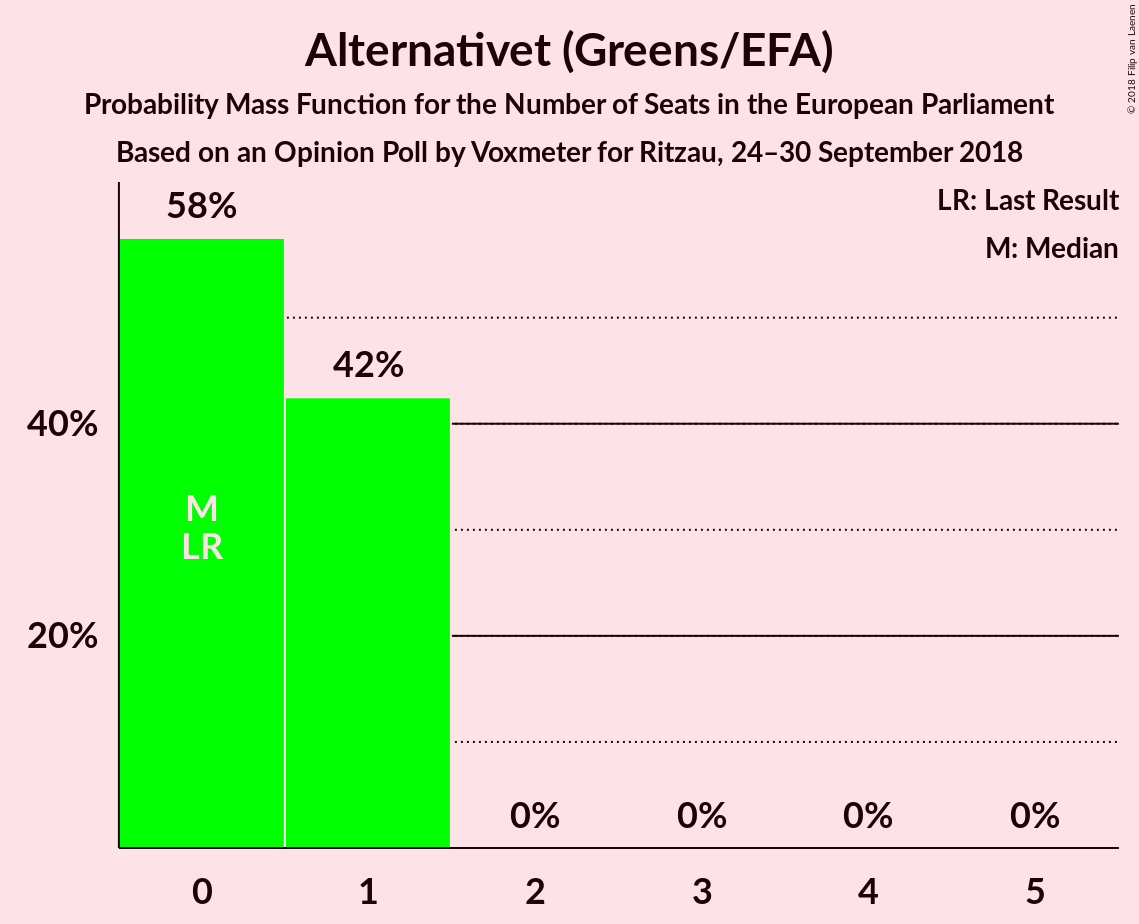 Alternativet (Greens/EFA)
Probability Mass Function for the Number of Seats in the European Parliament
Based on an Opinion Poll by Voxmeter for Ritzau, 24–30 September 2018
© 2018 Filip van Laenen
LR: Last Result
M: Median
58%
42%
40%
M
LR
20%
0% 0% 0% 0%
0 1 2 3 4 5